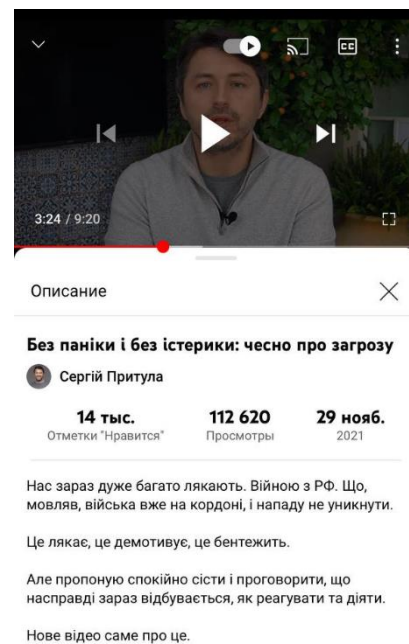 CC
3:24 / 9:20
Описание
Без паніки і без істерики: чесно про загрозу
Сергій Притула
14 тыс. 112 620 29 нояб.
Отметки "Нравится" Просмотры 2021
Нас зараз дуже багато лякають. Війною з РФ. Що,
мовляв, війська вже на кордоні, і нападу не уникнути.
Це лякає, це демотивує, це бентежить.
Але пропоную спокійно сісти і проговорити, що
насправді зараз відбувається, як реагувати та діяти.
Нове відео саме про це.